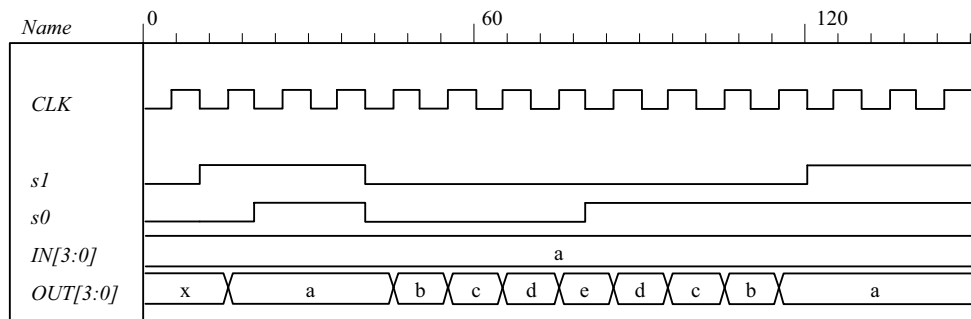 Name 0 60 120
CLK
s1
s0
IN[3:0] a
OUT[3:0] x a b c d e d c b a